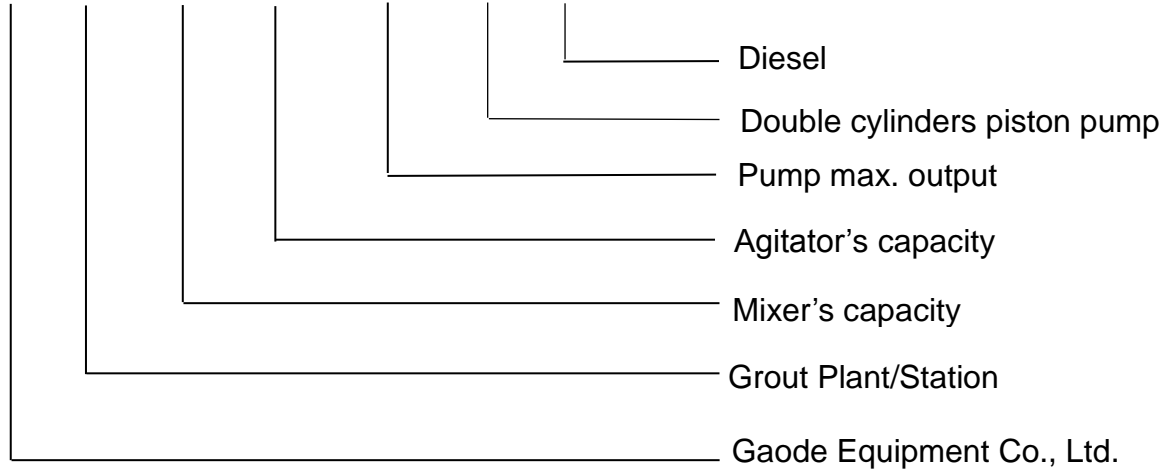 Diesel
Double cylinders piston pump
Pump max. output
Agitator’s capacity
Mixer’s capacity
Grout Plant/Station
Gaode Equipment Co., Ltd.